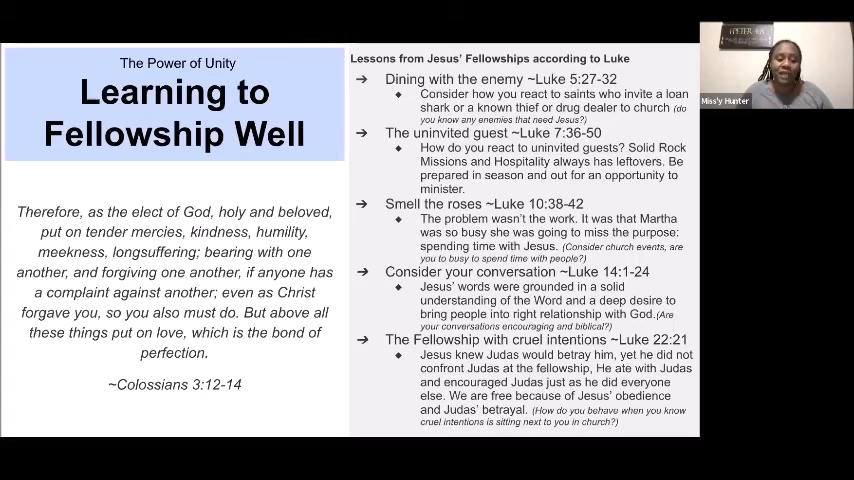 The Power of Unity
Learning to
Fellowship Well
Therefore, as the elect of God, holy and beloved,
put on tender mercies, kindness, humility,
meekness, longsuffering; bearing with one
another, and forgiving one another, if anyone has
a complaint against another; even as Christ
forgave you, so you also must do. But above all
these things put on love, which is the bond of
perfection.
~Colossians 3:12-14
Lessons from Jesus' Fellowships according to Luke
➔ Dining with the enemy ~Luke 5:27-32
◆ Consider how you react to saints who invite a loan
shark or a known thief or drug dealer to church (do
you know any enemies that need Jesus?)
➔ The uninvited guest ~Luke 7:36-50
◆ How do you react to uninvited guests? Solid Rock
Missions and Hospitality always has leftovers. Be
prepared in season and out for an opportunity to
minister.
➔ Smell the roses ~Luke 10:38-42
◆ The problem wasn't the work. It was that Martha
was so busy she was going to miss the purpose:
spending time with Jesus. (Consider church events, are
you to busy to spend time with people?)
➔ Consider your conversation ~Luke 14:1-24
◆ Jesus' words were grounded in a solid
understanding of the Word and a deep desire to
bring people into right relationship with God.(Are
your conversations encouraging and biblical?)
➔ The Fellowship with cruel intentions ~Luke 22:21
◆ Jesus knew Judas would betray him, yet he did not
confront Judas at the fellowship, He ate with Judas
and encouraged Judas just as he did everyone
else. We are free because of Jesus' obedience
and Judas' betrayal. (How do you behave when you know
cruel intentions is sitting next to you in church?)
I PETER 4:8
Miss'y Hunter